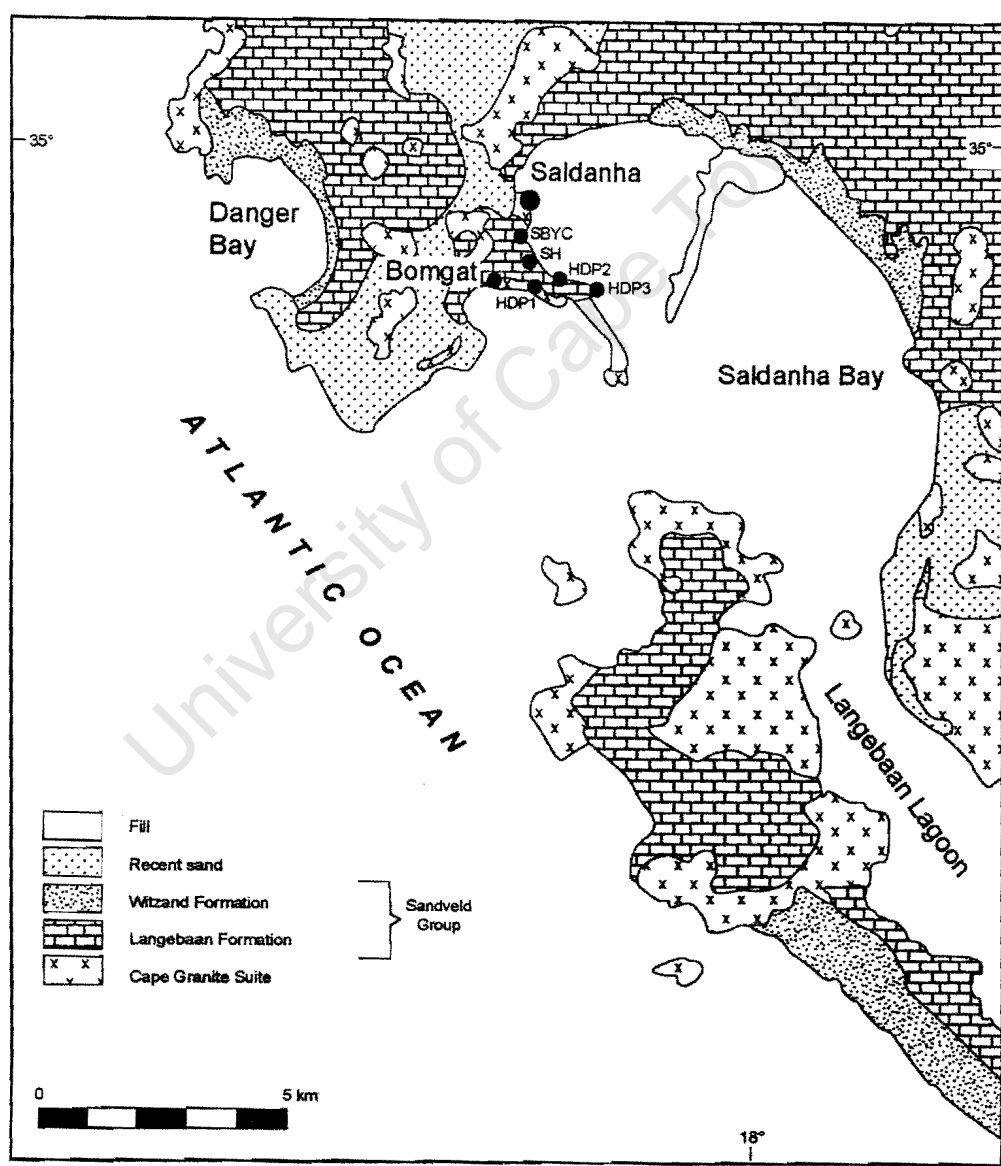 35°
35°
Saldanha
Danger
Bay
SBYC
SH
Bomgat
HDP2
HDP1
HDP3
Saldanha Bay
ATLANTIC OCEAN
Langebaan Lagoon
University of Cape Town
Fill
Recent sand
Witzand Formation
Langebaan Formation
Sandveld
Group
Cape Granite Suite
0
5 km
18°